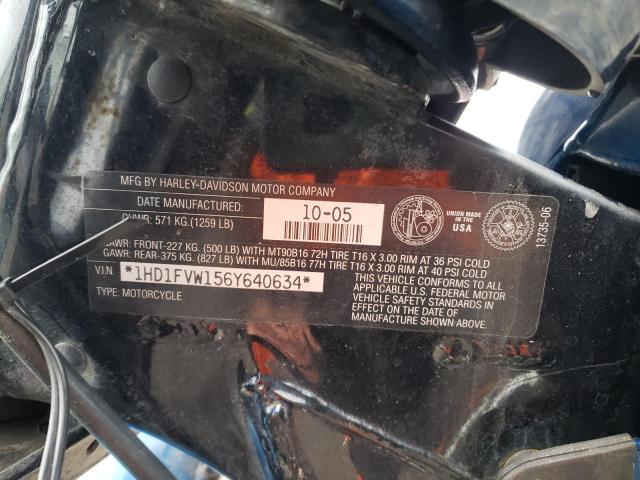 MFG BY HARLEY-DAVIDSON MOTOR COMPANY
DATE MANUFACTURED: 10-05
GVWR: 571 KG.(1259 LB)
UNION MADE IN THE
USA
13735-06
GAWR: FRONT-227 KG. (500 LB) WITH MT90B16 72H TIRE T16 X 3.00 RIM AT 36 PSI COLD
GAWR: REAR-375 KG. (827 LB) WITH MU85B16 77H TIRE T16 X 3.00 RIM AT 40 PSI COLD
V.I.N *1HD1FVW156Y640634*
TYPE: MOTORCYCLE
THIS VEHICLE CONFORMS TO ALL
APPLICABLE U.S. FEDERAL MOTOR
VEHICLE SAFETY STANDARDS
IN EFFECT ON THE DATE OF
MANUFACTURE SHOWN ABOVE.